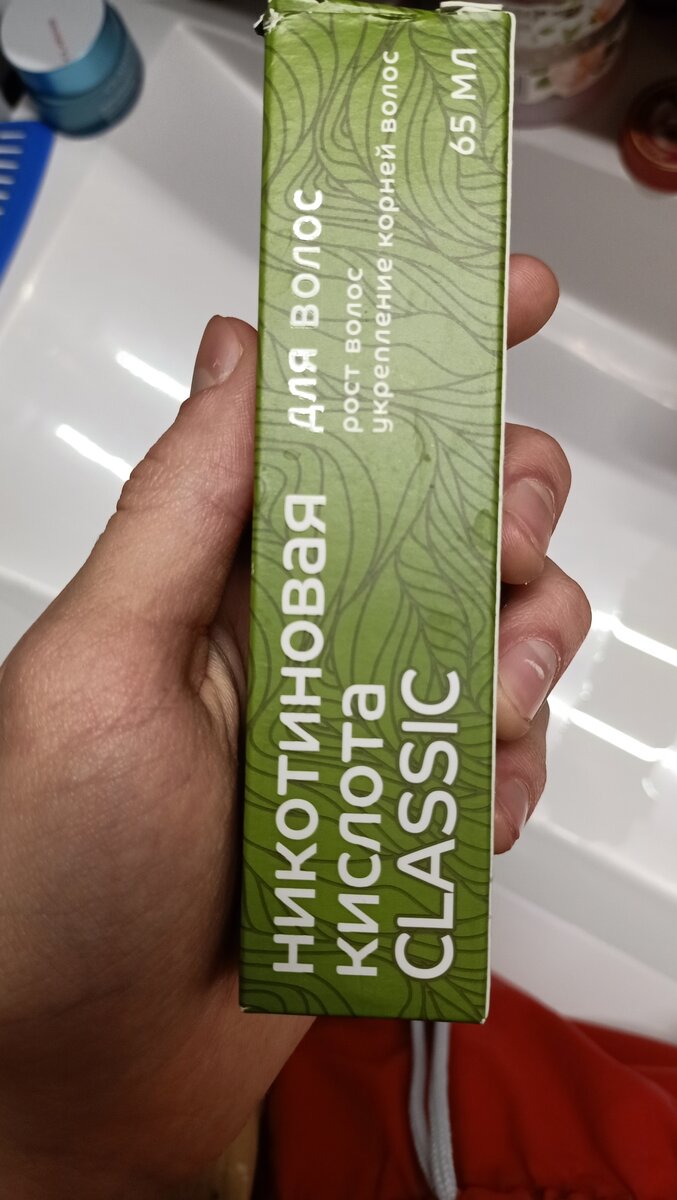 никотиновая
кислота
CLASSIC
для волос
рост волос
укрепление корней волос
65 мл